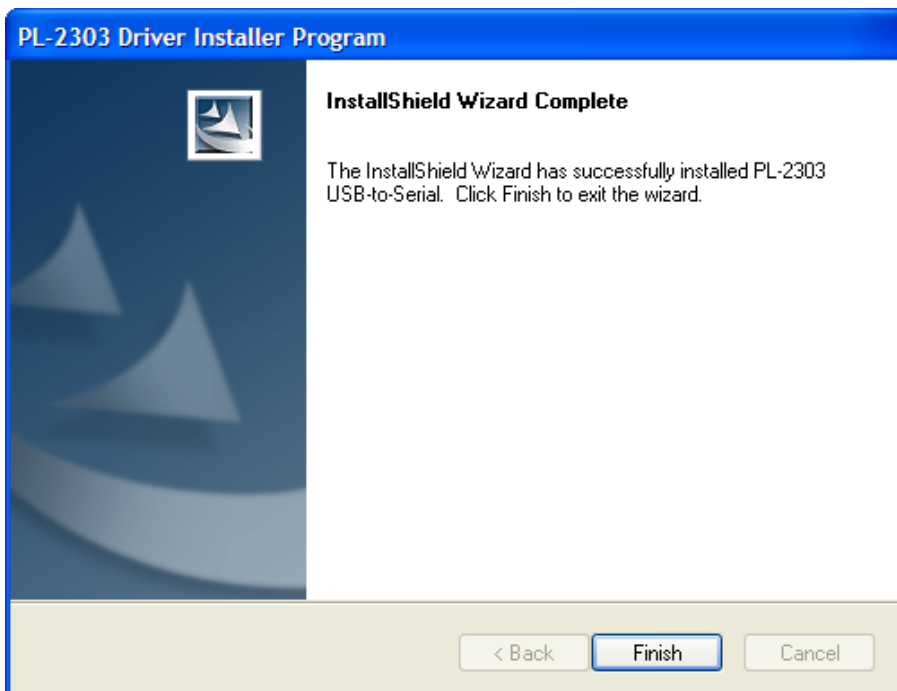 PL-2303 Driver Installer Program
InstallShield Wizard Complete
The InstallShield Wizard has successfully installed PL-2303
USB-to-Serial. Click Finish to exit the wizard.
< Back Finish Cancel